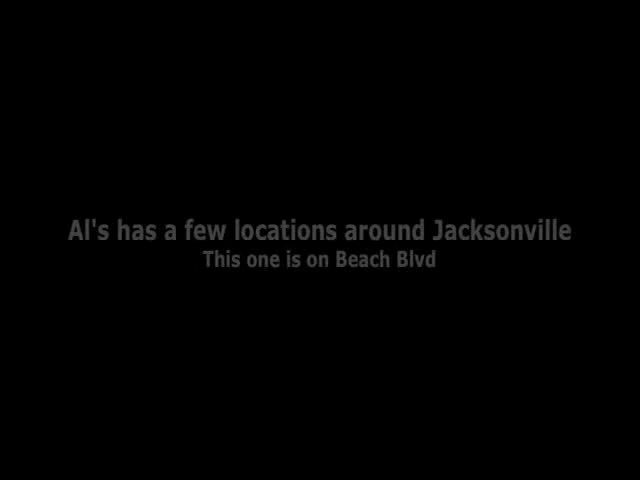 Al's has a few locations around Jacksonville
This one is on Beach Blvd